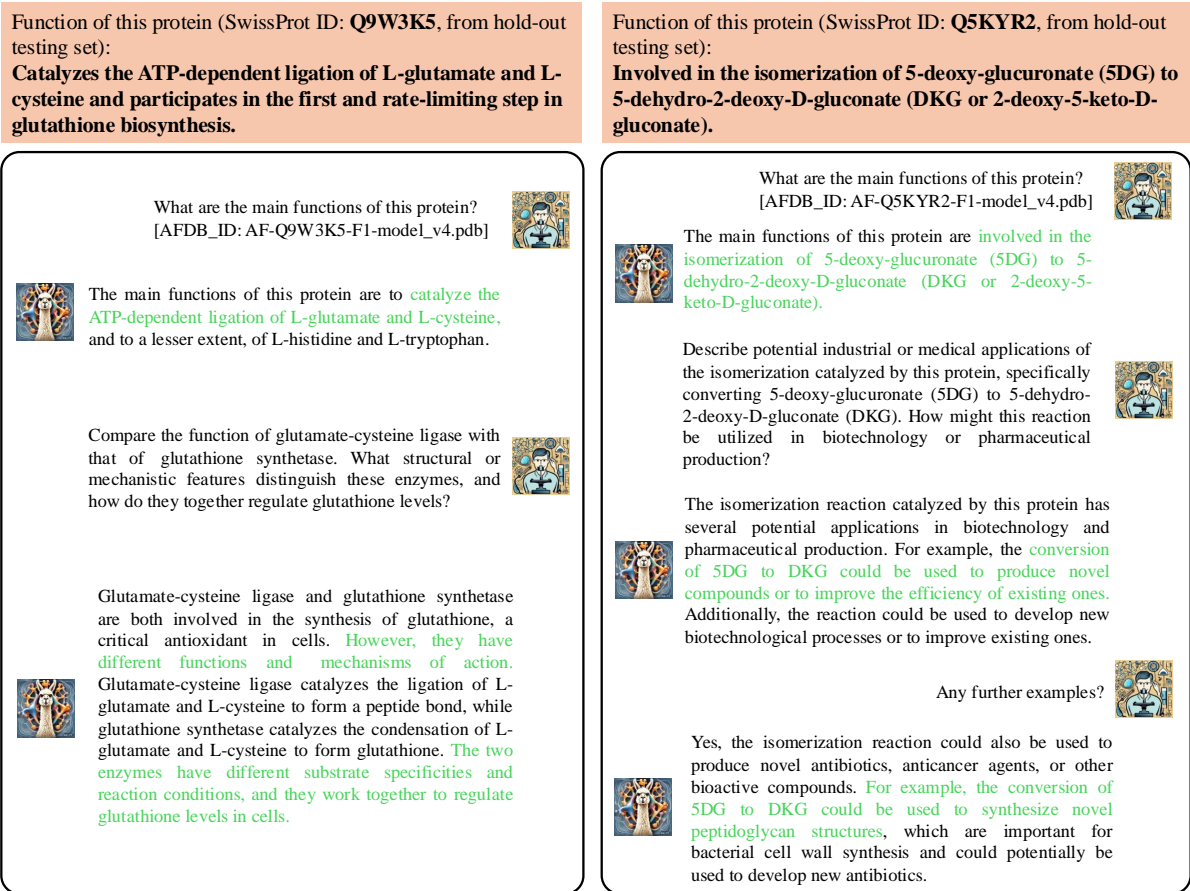 Function of this protein (SwissProt ID: Q9W3K5, from hold-out
testing set):
Catalyzes the ATP-dependent ligation of L-glutamate and L-
cysteine and participates in the first and rate-limiting step in
glutathione biosynthesis.
What are the main functions of this protein?
[AFDB_ID: AF-Q9W3K5-F1-model_v4.pdb]
The main functions of this protein are to catalyze the
ATP-dependent ligation of L-glutamate and L-cysteine,
and to a lesser extent, of L-histidine and L-tryptophan.
Compare the function of glutamate-cysteine ligase with
that of glutathione synthetase. What structural or
mechanistic features distinguish these enzymes, and
how do they together regulate glutathione levels?
Glutamate-cysteine ligase and glutathione synthetase
are both involved in the synthesis of glutathione, a
critical antioxidant in cells. However, they have
different functions and mechanisms of action.
Glutamate-cysteine ligase catalyzes the ligation of L-
glutamate and L-cysteine to form a peptide bond, while
glutathione synthetase catalyzes the condensation of L-
glutamate and L-cysteine to form glutathione. The two
enzymes have different substrate specificities and
reaction conditions, and they work together to regulate
glutathione levels in cells.
Function of this protein (SwissProt ID: Q5KYR2, from hold-out
testing set):
Involved in the isomerization of 5-deoxy-glucuronate (5DG) to
5-dehydro-2-deoxy-D-gluconate (DKG or 2-deoxy-5-keto-D-
gluconate).
What are the main functions of this protein?
[AFDB_ID: AF-Q5KYR2-F1-model_v4.pdb]
The main functions of this protein are involved in the
isomerization of 5-deoxy-glucuronate (5DG) to 5-
dehydro-2-deoxy-D-gluconate (DKG or 2-deoxy-5-
keto-D-gluconate).
Describe potential industrial or medical applications of
the isomerization catalyzed by this protein, specifically
converting 5-deoxy-glucuronate (5DG) to 5-dehydro-
2-deoxy-D-gluconate (DKG). How might this reaction
be utilized in biotechnology or pharmaceutical
production?
The isomerization reaction catalyzed by this protein has
several potential applications in biotechnology and
pharmaceutical production. For example, the conversion
of 5DG to DKG could be used to produce novel
compounds or to improve the efficiency of existing ones.
Additionally, the reaction could be used to develop new
biotechnological processes or to improve existing ones.
Any further examples?
Yes, the isomerization reaction could also be used to
produce novel antibiotics, anticancer agents, or other
bioactive compounds. For example, the conversion of
5DG to DKG could be used to synthesize novel
peptidoglycan structures, which are important for
bacterial cell wall synthesis and could potentially be
used to develop new antibiotics.